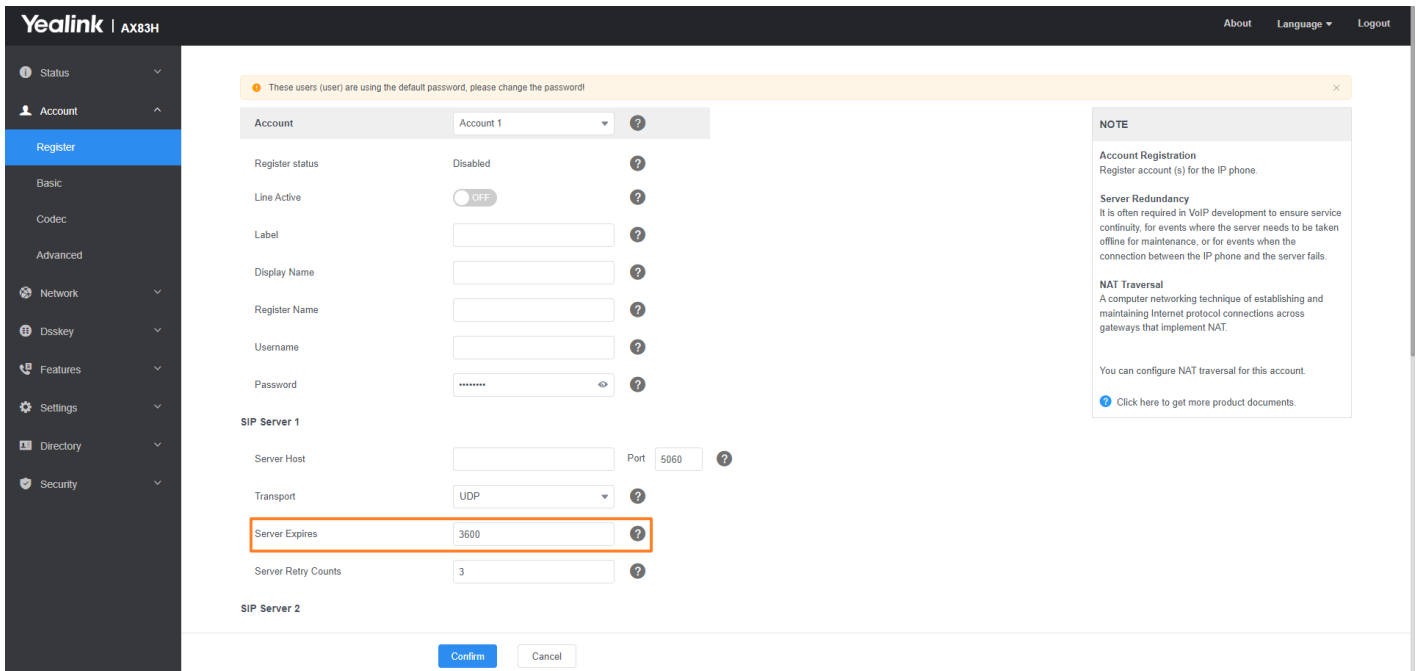 Yealink | AX83H
About Language Logout
Status
Account
Register
Basic
Codec
Advanced
Network
Dsskey
Features
Settings
Directory
Security
These users (user) are using the default password, please change the password!
Account Account 1 ?
Register status Disabled ?
Line Active OFF ?
Label ?
Display Name ?
Register Name ?
Username ?
Password •••••••• ?
SIP Server 1
Server Host Port 5060 ?
Transport UDP ?
Server Expires 3600 ?
Server Retry Counts 3 ?
SIP Server 2
Confirm Cancel
NOTE
Account Registration
Register account (s) for the IP phone.
Server Redundancy
It is often required in VoIP development to ensure service
continuity, for events where the server needs to be taken
offline for maintenance, or for events when the
connection between the IP phone and the server fails.
NAT Traversal
A computer networking technique of establishing and
maintaining Internet protocol connections across
gateways that implement NAT.
You can configure NAT traversal for this account.
? Click here to get more product documents.